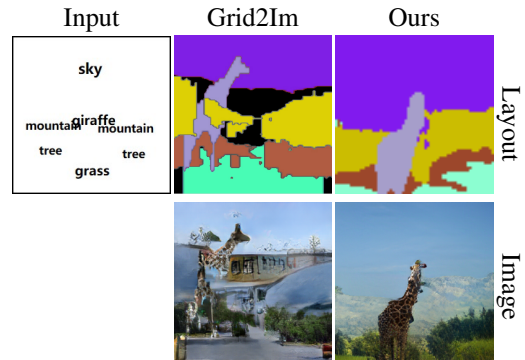 Input Grid2Im Ours
sky
giraffe
mountain mountain
tree tree
grass
Layout
Image